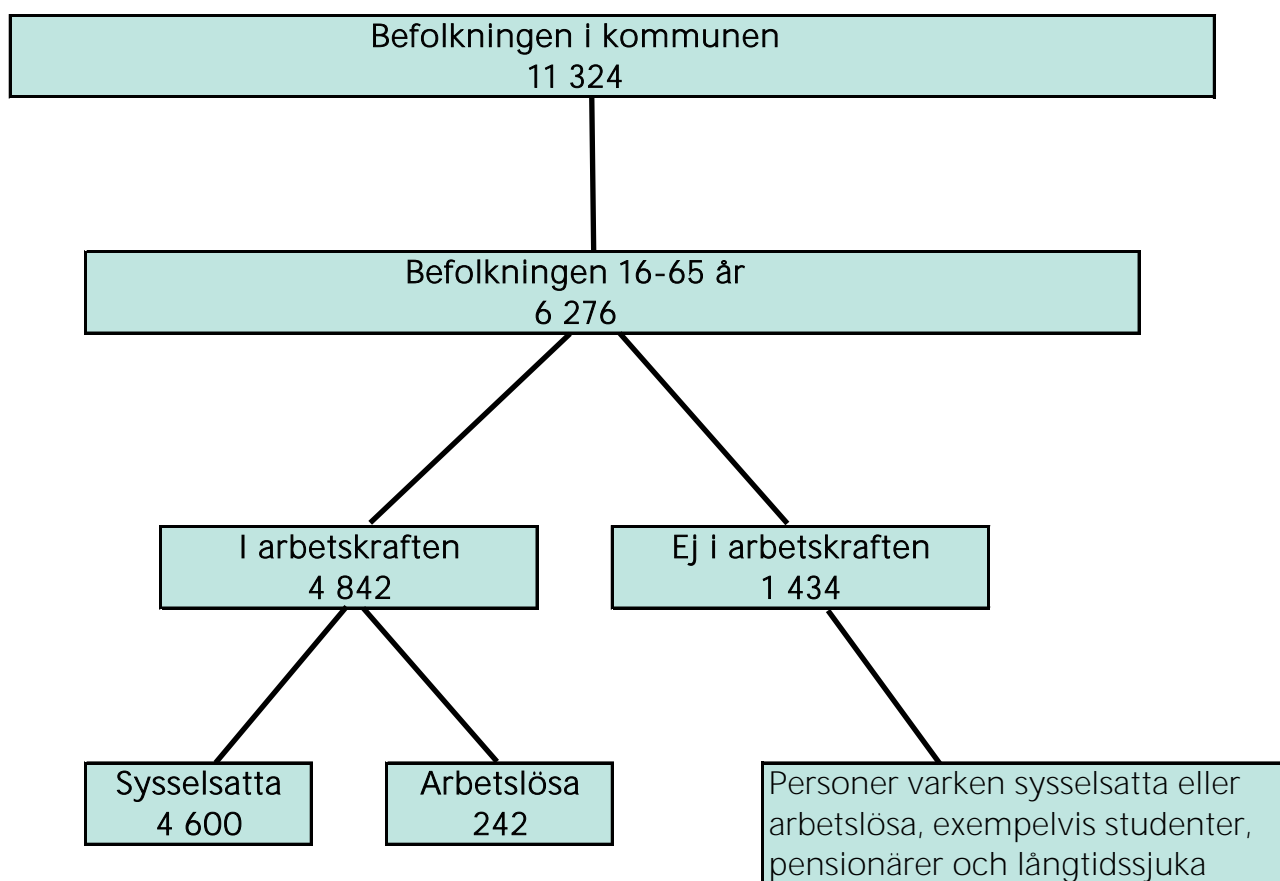 Befolkningen i kommunen
11 324
Befolkningen 16-65 år
6 276
I arbetskraften
4 842
Ej i arbetskraften
1 434
Sysselsatta
4 600
Arbetslösa
242
Personer varken sysselsatta eller
arbetslösa, exempelvis studenter,
pensionärer och långtidssjuka